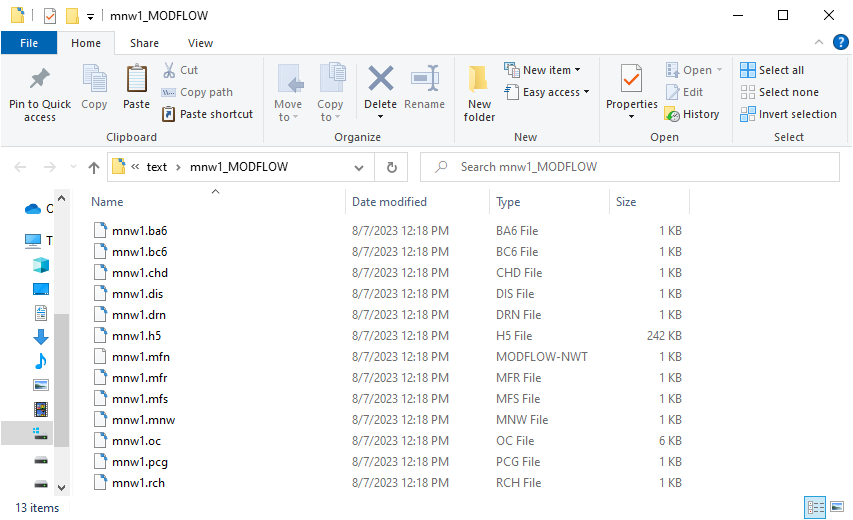 mnw1_MODFLOW
File Home Share View
Pin to Quick access
Copy
Paste
Cut
Copy path
Paste shortcut
Clipboard
Move to
Copy to
Delete
Rename
Organize
New folder
New item
Easy access
New
Properties
Open
Edit
History
Open
Select all
Select none
Invert selection
Select
« text > mnw1_MODFLOW
Search mnw1_MODFLOW
Name Date modified Type Size
mnw1.ba6 8/7/2023 12:18 PM BA6 File 1 KB
mnw1.bc6 8/7/2023 12:18 PM BC6 File 1 KB
mnw1.chd 8/7/2023 12:18 PM CHD File 1 KB
mnw1.dis 8/7/2023 12:18 PM DIS File 1 KB
mnw1.drn 8/7/2023 12:18 PM DRN File 1 KB
mnw1.h5 8/7/2023 12:18 PM H5 File 242 KB
mnw1.mfn 8/7/2023 12:18 PM MODFLOW-NWT 1 KB
mnw1.mfr 8/7/2023 12:18 PM MFR File 1 KB
mnw1.mfs 8/7/2023 12:18 PM MFS File 1 KB
mnw1.mnw 8/7/2023 12:18 PM MNW File 1 KB
mnw1.oc 8/7/2023 12:18 PM OC File 6 KB
mnw1.pcg 8/7/2023 12:18 PM PCG File 1 KB
mnw1.rch 8/7/2023 12:18 PM RCH File 1 KB
13 items